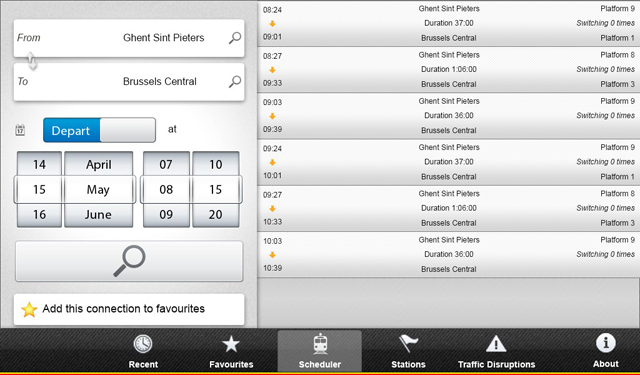 From Ghent Sint Pieters
To Brussels Central
17
Depart at
14 April 07 10
15 May 08 15
16 June 09 20
Add this connection to favourites
08:24 Ghent Sint Pieters Platform 9
Duration 37:00 Switching 0 times
09:01 Brussels Central Platform 1
08:27 Ghent Sint Pieters Platform 8
Duration 1:06:00 Switching 0 times
09:33 Brussels Central Platform 3
09:03 Ghent Sint Pieters Platform 9
Duration 36:00 Switching 0 times
09:39 Brussels Central
09:24 Ghent Sint Pieters Platform 9
Duration 37:00 Switching 0 times
10:01 Brussels Central Platform 1
09:27 Ghent Sint Pieters Platform 8
Duration 1:06:00 Switching 0 times
10:33 Brussels Central Platform 3
10:03 Ghent Sint Pieters Platform 9
Duration 36:00 Switching 0 times
10:39 Brussels Central
Recent Favourites Scheduler Stations Traffic Disruptions About